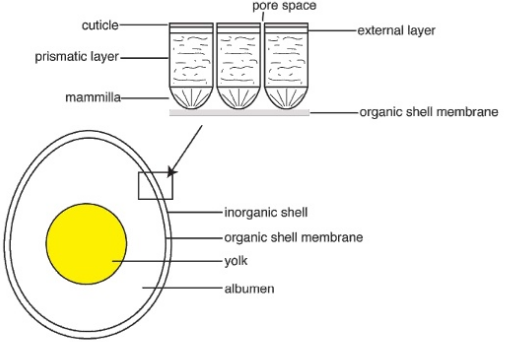 pore space
cuticle
external layer
prismatic layer
mammilla
organic shell membrane
inorganic shell
organic shell membrane
yolk
albumen